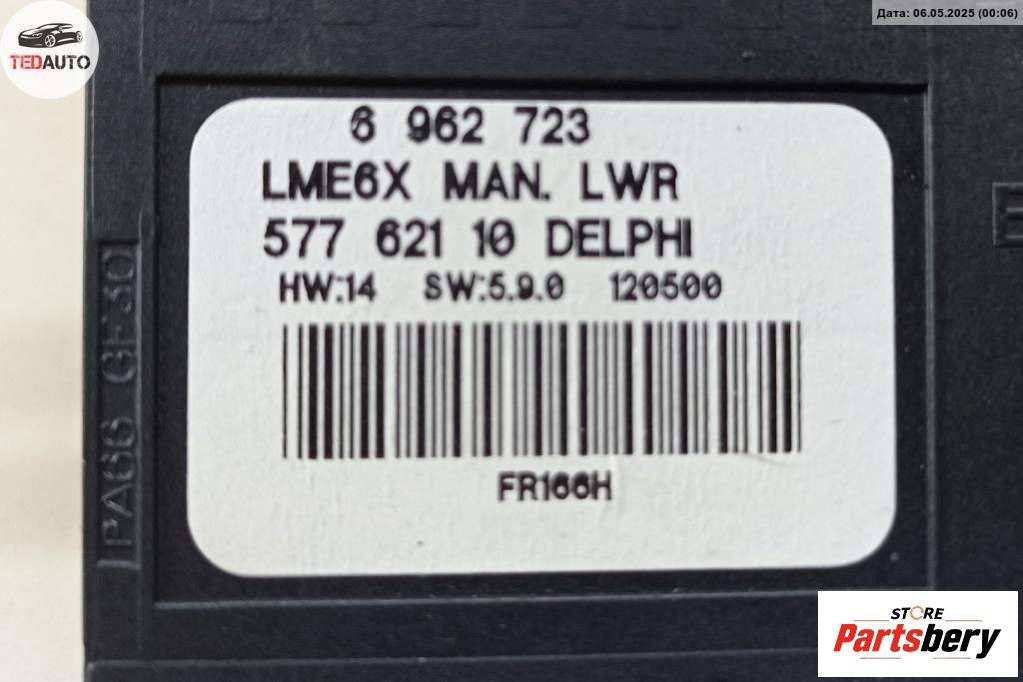 Дата: 06.05.2025 (00:06)
TEDAUTO
6 962 723
LME6X MAN. LWR
577 621 10 DELPHI
HW:14 SW:5.9.0 120500
FR166H
PA66 GF30
STORE
Partsbery